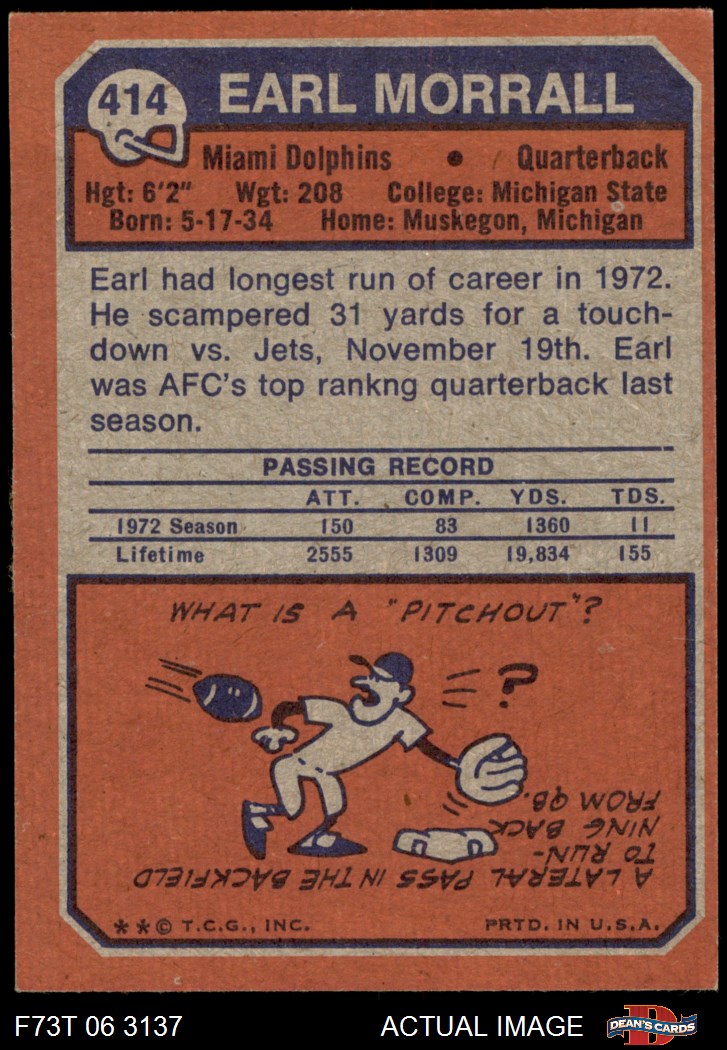 414
EARL MORRALL
Miami Dolphins • Quarterback
Hgt: 6'2" Wgt: 208 College: Michigan State
Born: 5-17-34 Home: Muskegon, Michigan
Earl had longest run of career in 1972.
He scampered 31 yards for a touch-
down vs. Jets, November 19th. Earl
was AFC's top rankng quarterback last
season.
PASSING RECORD
ATT. COMP. YDS. TDS.
1972 Season 150 83 1360 11
Lifetime 2555 1309 19,834 155
WHAT IS A "PITCHOUT"?
?
A LATERAL PASS IN THE BACKFIELD
TO RUN-
NING BACK
FROM QB.
**© T.C.G., INC. PRTD. IN U.S.A.
F73T 06 3137 ACTUAL IMAGE D DEAN'S CARDS